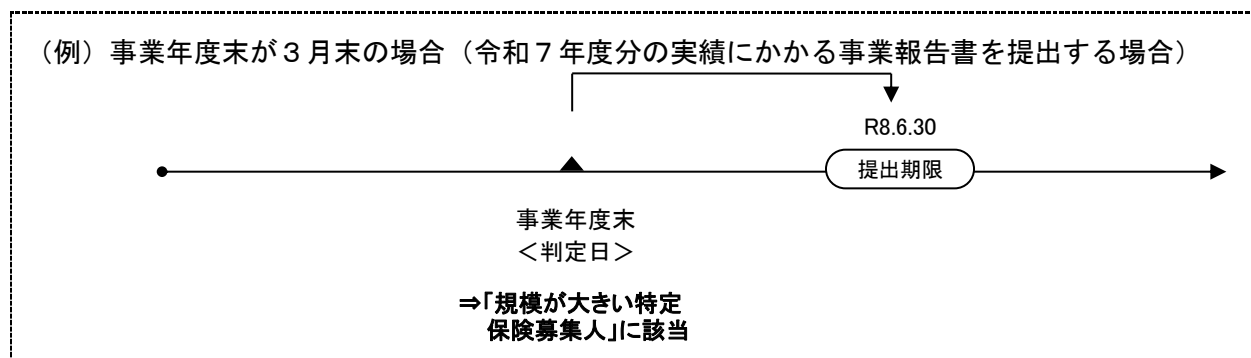 (例)事業年度末が3月末の場合(令和7年度分の実績にかかる事業報告書を提出する場合)
R8.6.30
提出期限
事業年度末
<判定日>
⇒「規模が大きい特定
保険募集人」に該当